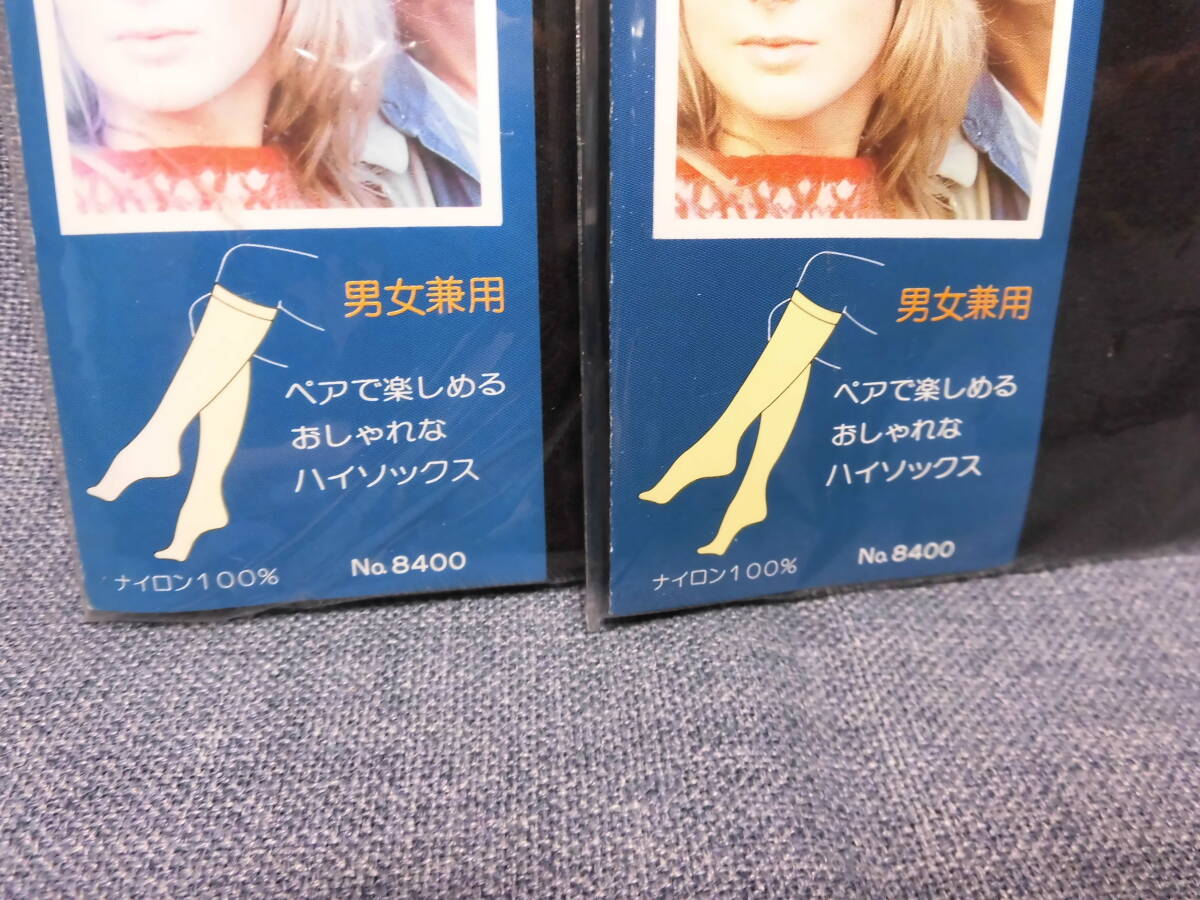 男女兼用
ペアで楽しめる
おしゃれな
ハイソックス
ナイロン100%
No.8400
男女兼用
ペアで楽しめる
おしゃれな
ハイソックス
ナイロン100%
No.8400